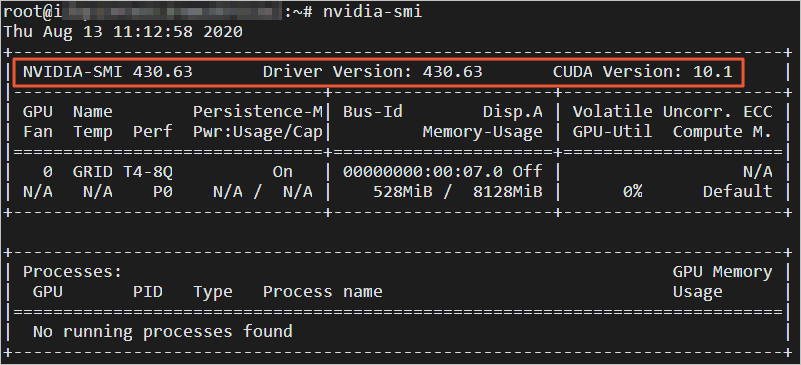 root@i :~# nvidia-smi
Thu Aug 13 11:12:58 2020
+-----------------------------------------------------------------------------+
| NVIDIA-SMI 430.63       Driver Version: 430.63       CUDA Version: 10.1     |
|-------------------------------+----------------------+----------------------+
| GPU  Name        Persistence-M| Bus-Id        Disp.A | Volatile Uncorr. ECC |
| Fan  Temp  Perf  Pwr:Usage/Cap|         Memory-Usage | GPU-Util  Compute M. |
|===============================+======================+======================|
|   0  GRID T4-8Q          On   | 00000000:00:07.0 Off |                  N/A |
| N/A   N/A    P0    N/A /  N/A |    528MiB /  8128MiB |      0%      Default |
+-------------------------------+----------------------+----------------------+

+-----------------------------------------------------------------------------+
| Processes:                                                       GPU Memory |
|  GPU       PID   Type   Process name                             Usage      |
|=============================================================================|
|  No running processes found                                                 |
+-----------------------------------------------------------------------------+